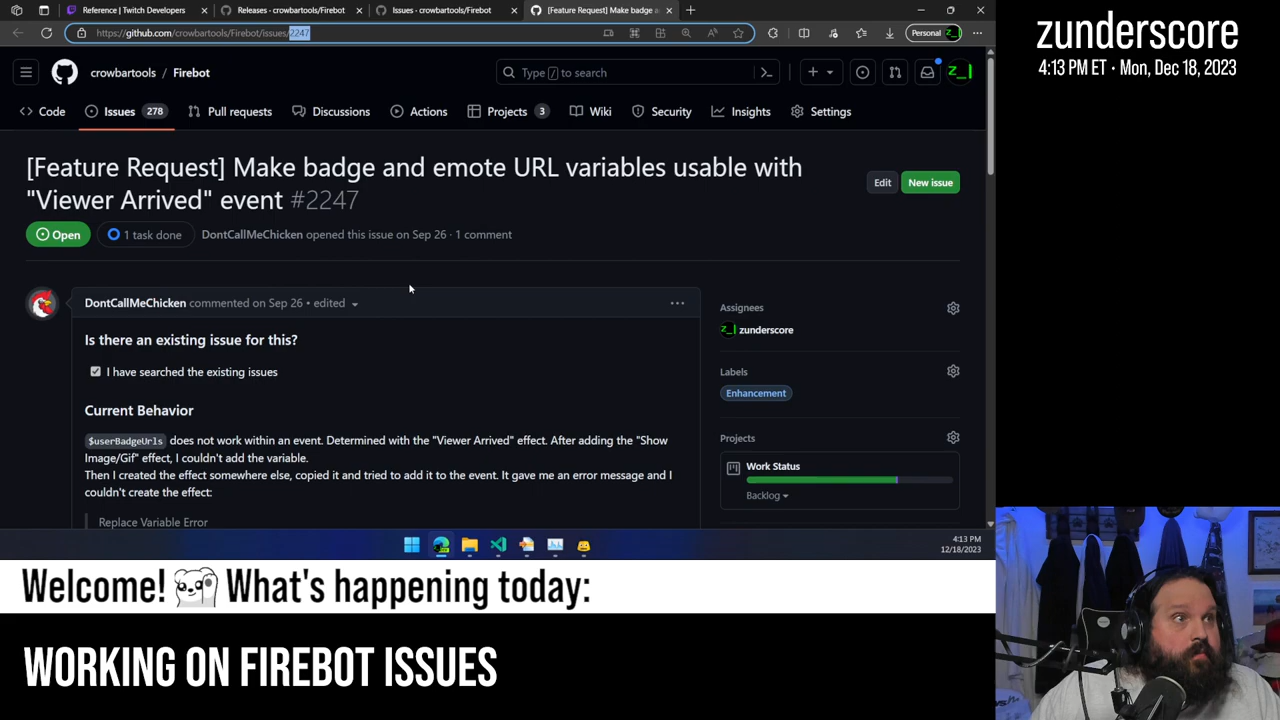 Reference | Twitch Developers
Releases - crowbartools/Firebot
Issues - crowbartools/Firebot
[Feature Request] Make badge a
https://github.com/crowbartools/Firebot/issues/2247
Personal
zunderscore
4:13 PM ET • Mon, Dec 18, 2023
crowbartools / Firebot
Type / to search
Code
Issues 278
Pull requests
Discussions
Actions
Projects 3
Wiki
Security
Insights
Settings
[Feature Request] Make badge and emote URL variables usable with
"Viewer Arrived" event #2247
Edit
New issue
Open
1 task done
DontCallMeChicken opened this issue on Sep 26 · 1 comment
DontCallMeChicken commented on Sep 26 • edited
Is there an existing issue for this?
I have searched the existing issues
Current Behavior
$userBadgeUrls does not work within an event. Determined with the "Viewer Arrived" effect. After adding the "Show
Image/Gif" effect, I couldn't add the variable.
Then I created the effect somewhere else, copied it and tried to add it to the event. It gave me an error message and I
couldn't create the effect:
Replace Variable Error
Assignees
z_| zunderscore
Labels
Enhancement
Projects
Work Status
Backlog
4:13 PM
12/18/2023
Welcome! What's happening today:
WORKING ON FIREBOT ISSUES